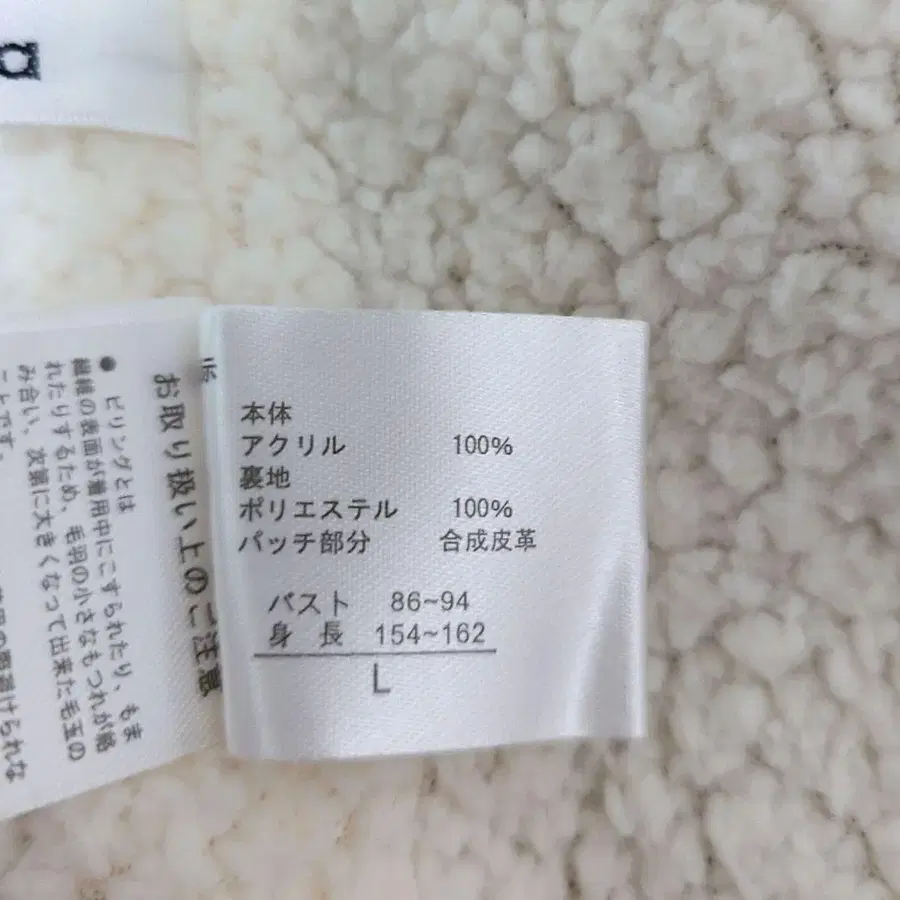 本体
アクリル 100%
裏地
ポリエステル 100%
パッチ部分 合成皮革
バスト 86~94
身 長 154~162
L
お取り扱い上のご注意
● ピリングとは
繊維の表面が着用中にこすられたり、もま
れたりするため、毛羽の小さなもつれが絡
み合い、次第に大きくなって出来た毛玉の
ことです。